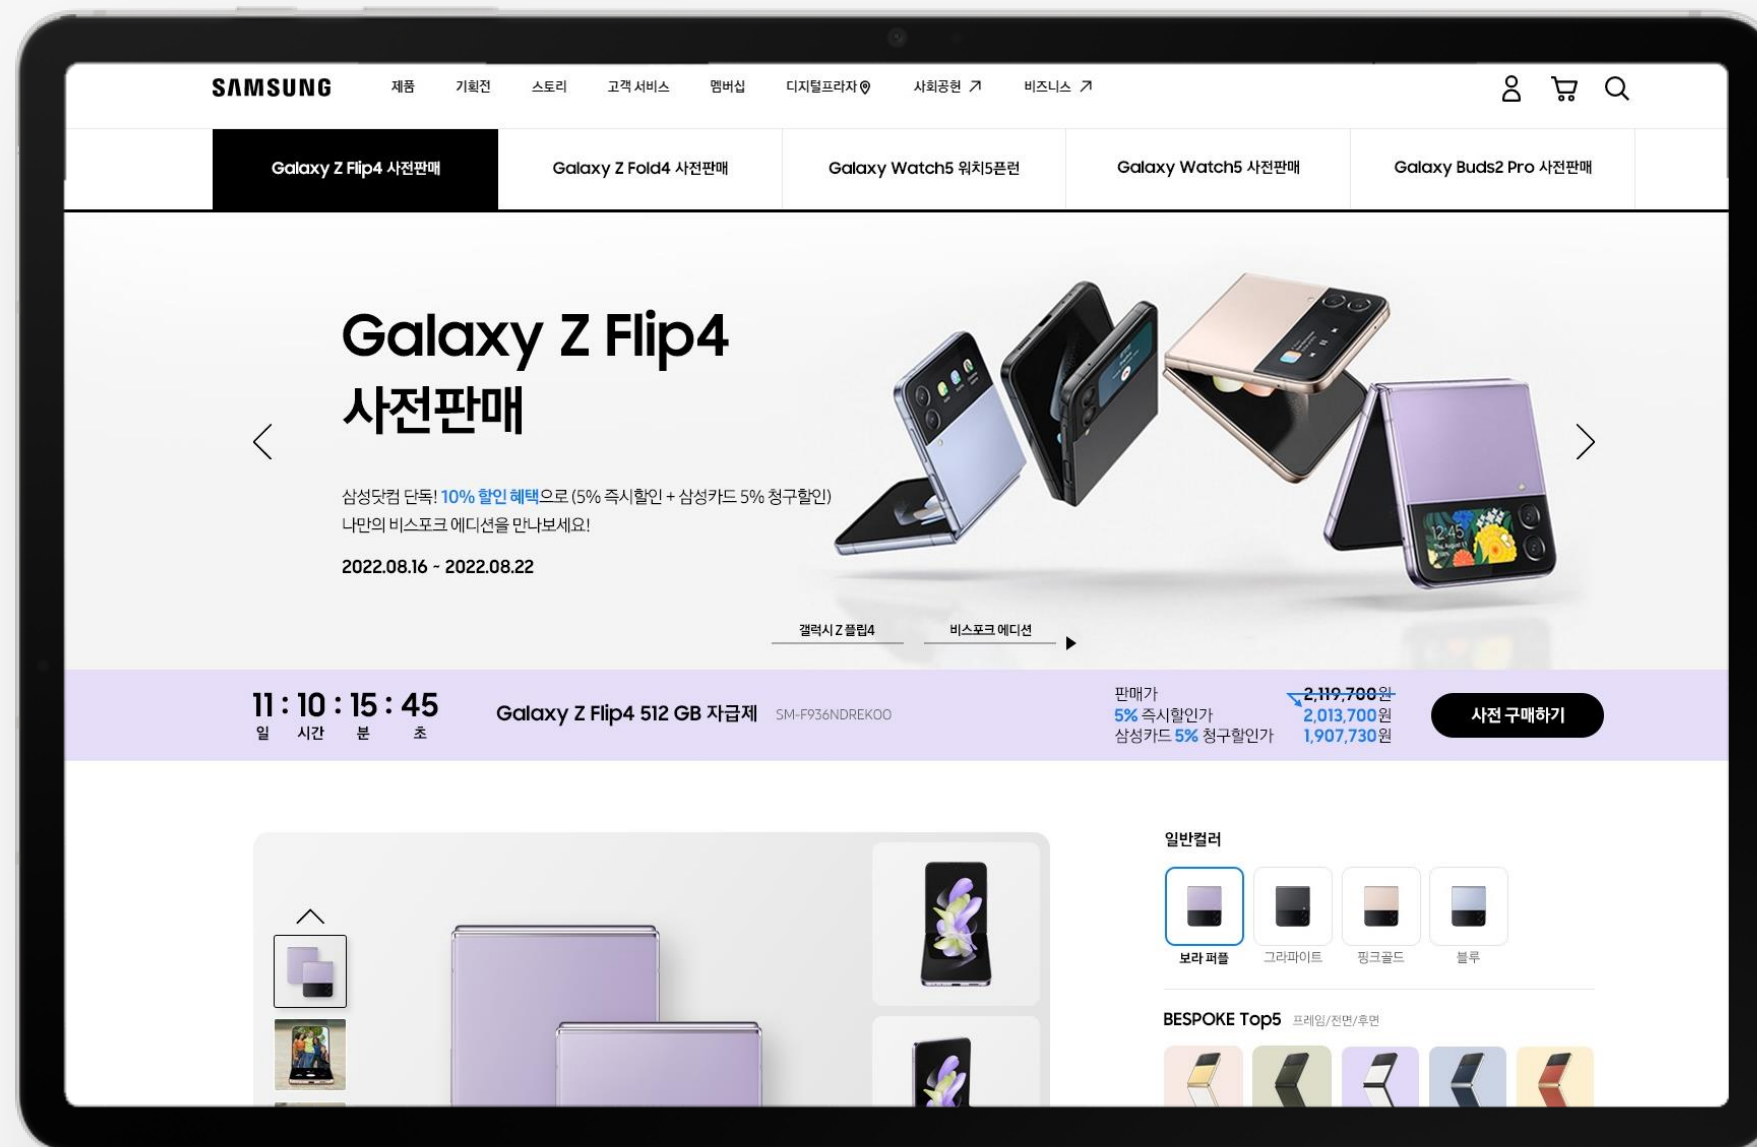 SAMSUNG 제품 기획전 스토리 고객 서비스 멤버십 디지털프라자 사회공헌 비즈니스
Galaxy Z Flip4 사전판매
Galaxy Z Fold4 사전판매
Galaxy Watch5 워치5픈런
Galaxy Watch5 사전판매
Galaxy Buds2 Pro 사전판매
Galaxy Z Flip4
사전판매
삼성닷컴 단독! 10% 할인 혜택으로 (5% 즉시할인 + 삼성카드 5% 청구할인)
나만의 비스포크 에디션을 만나보세요!
2022.08.16 ~ 2022.08.22
12:45
갤럭시 Z 플립4
비스포크 에디션
11 : 10 : 15 : 45
일 시간 분 초
Galaxy Z Flip4 512 GB 자급제 SM-F936NDREKOO
판매가 2,119,700원
5% 즉시할인가 2,013,700원
삼성카드 5% 청구할인가 1,907,730원
사전 구매하기
일반컬러
보라 퍼플 그라파이트 핑크골드 블루
BESPOKE Top5 프레임/전면/후면